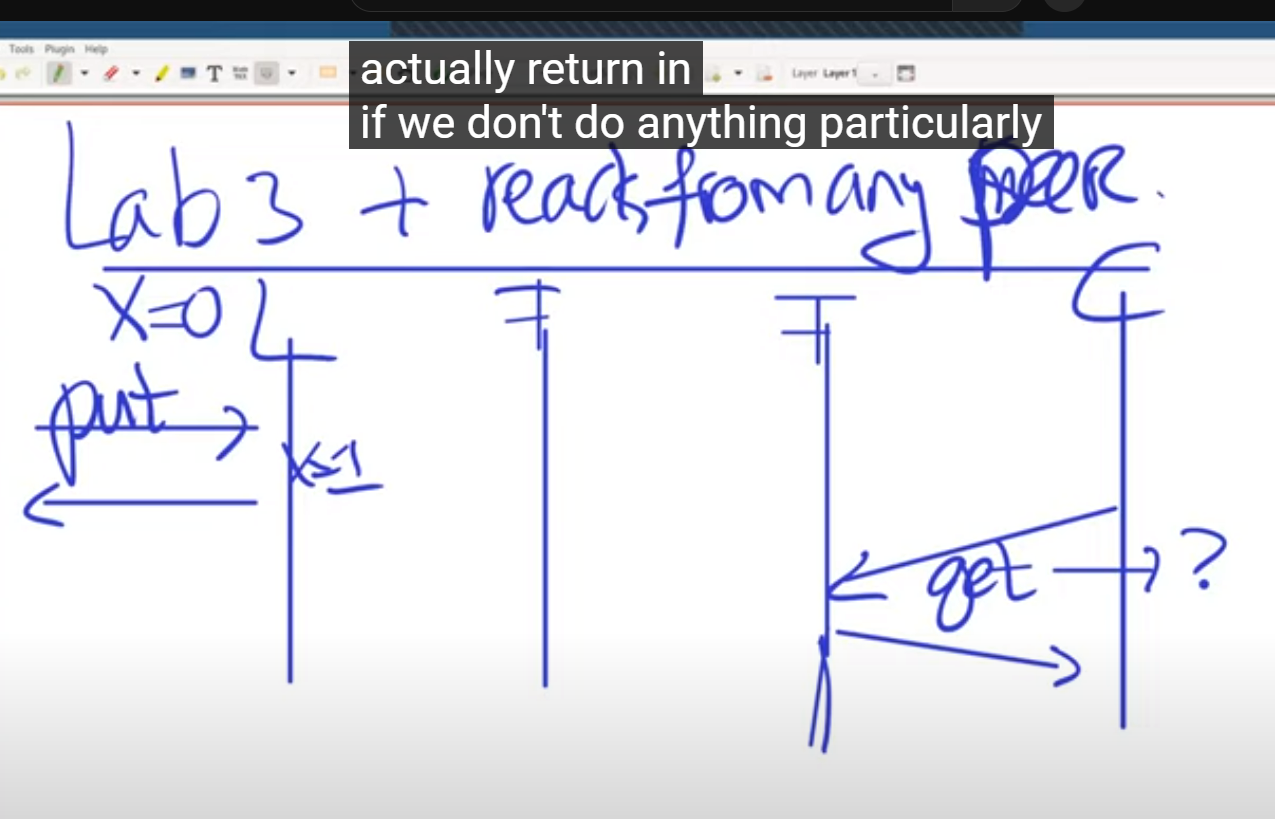 Tools Plugin Help
actually return in
Layer Layer 1
if we don't do anything particularly
Lab 3 + reads from any peer.
X=0 L F F C
put
X=1
get → ?